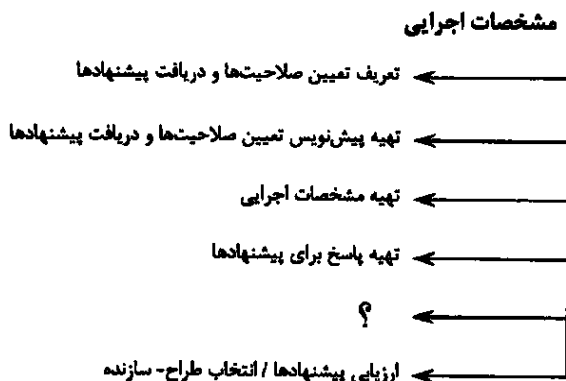 مشخصات اجرایی
تعریف تعیین صلاحیت‌ها و دریافت پیشنهادها
تهیه پیش‌نویس تعیین صلاحیت‌ها و دریافت پیشنهادها
تهیه مشخصات اجرایی
تهیه پاسخ برای پیشنهادها
؟
ارزیابی پیشنهادها / انتخاب طراح- سازنده